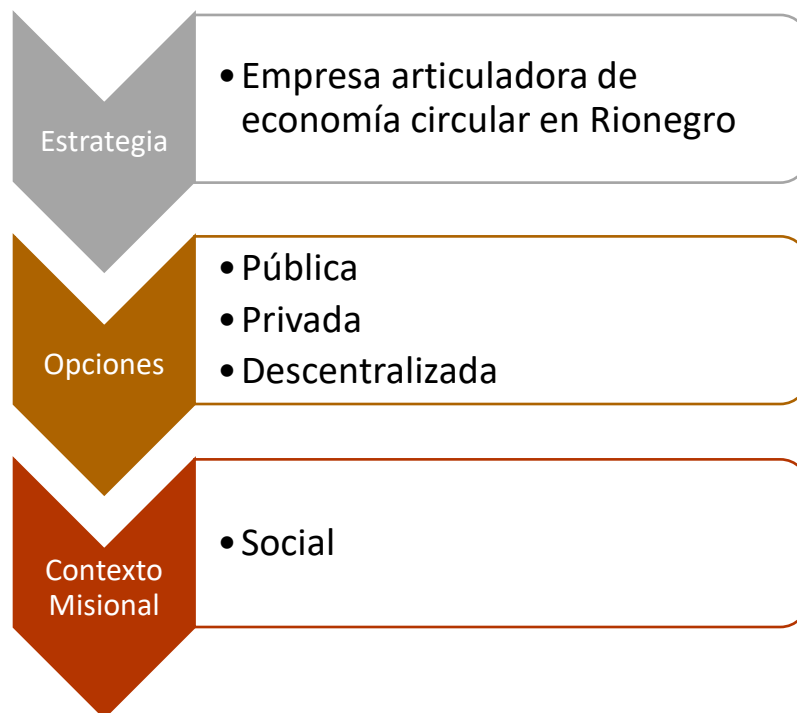 Estrategia
• Empresa articuladora de
economía circular en Rionegro
Opciones
• Pública
• Privada
• Descentralizada
Contexto
Misional
• Social